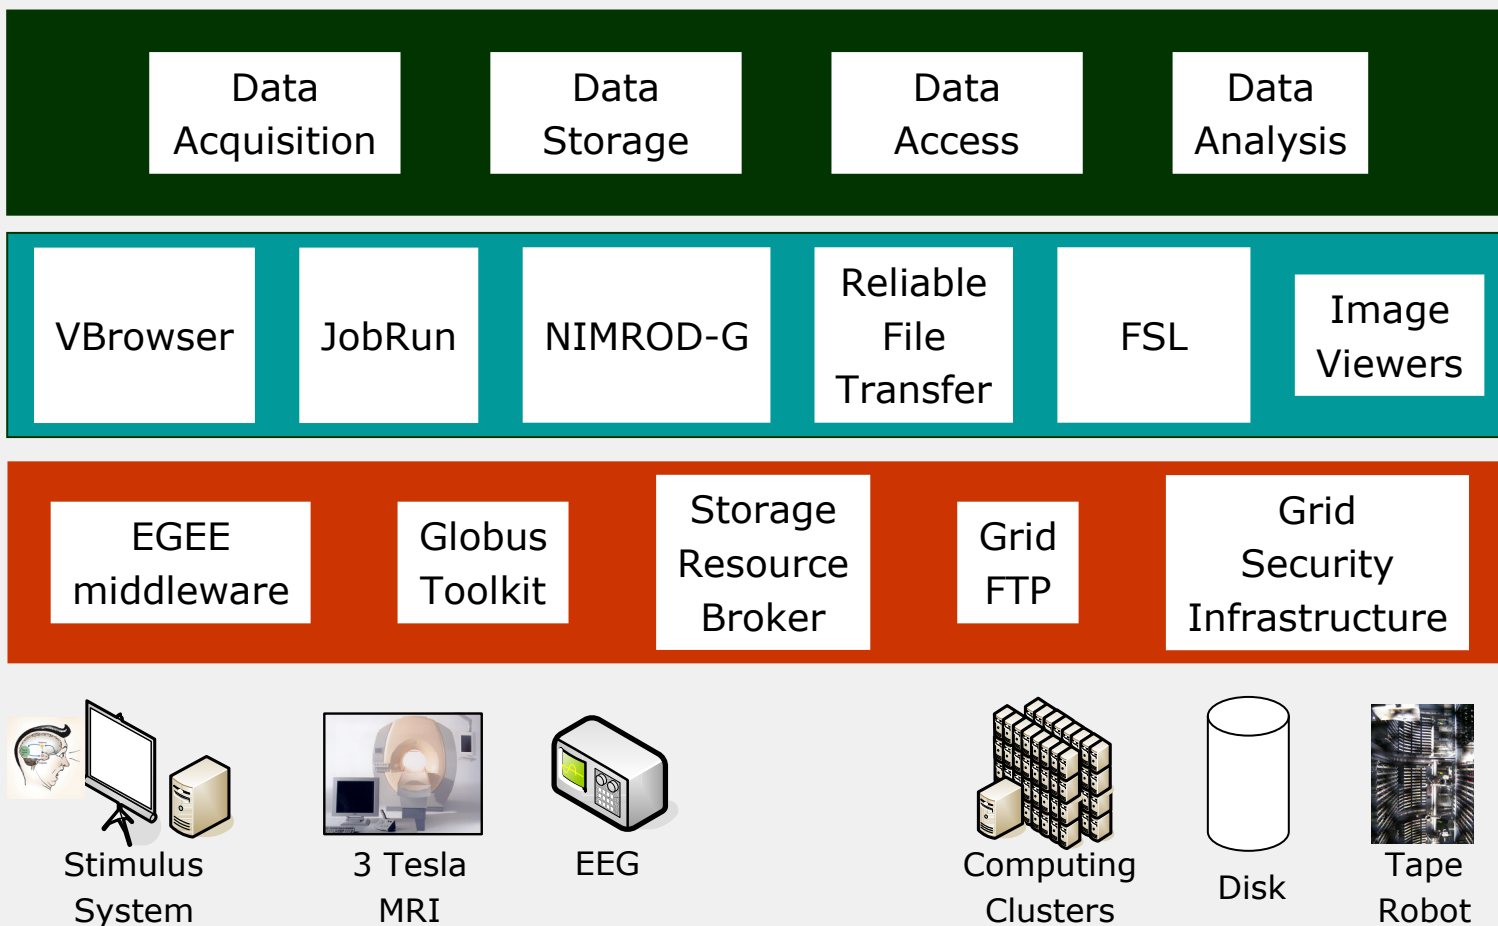 Data
Acquisition
Data
Storage
Data
Access
Data
Analysis
VBrowser
JobRun
NIMROD-G
Reliable
File
Transfer
FSL
Image
Viewers
EGEE
middleware
Globus
Toolkit
Storage
Resource
Broker
Grid
FTP
Grid
Security
Infrastructure
Stimulus
System
3 Tesla
MRI
EEG
Computing
Clusters
Disk
Tape
Robot